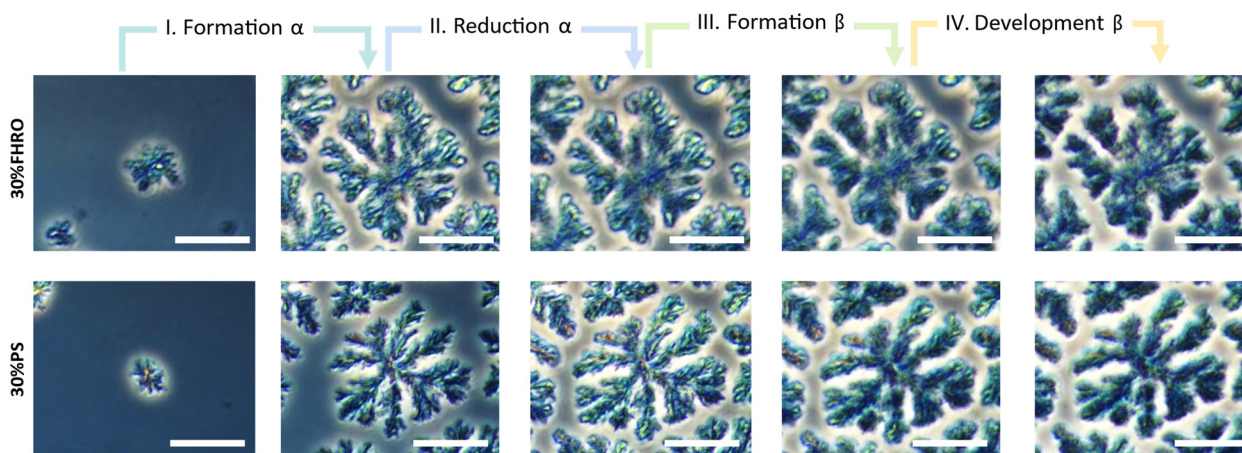 I. Formation α
II. Reduction α
III. Formation β
IV. Development β
30%FHRO
30%PS